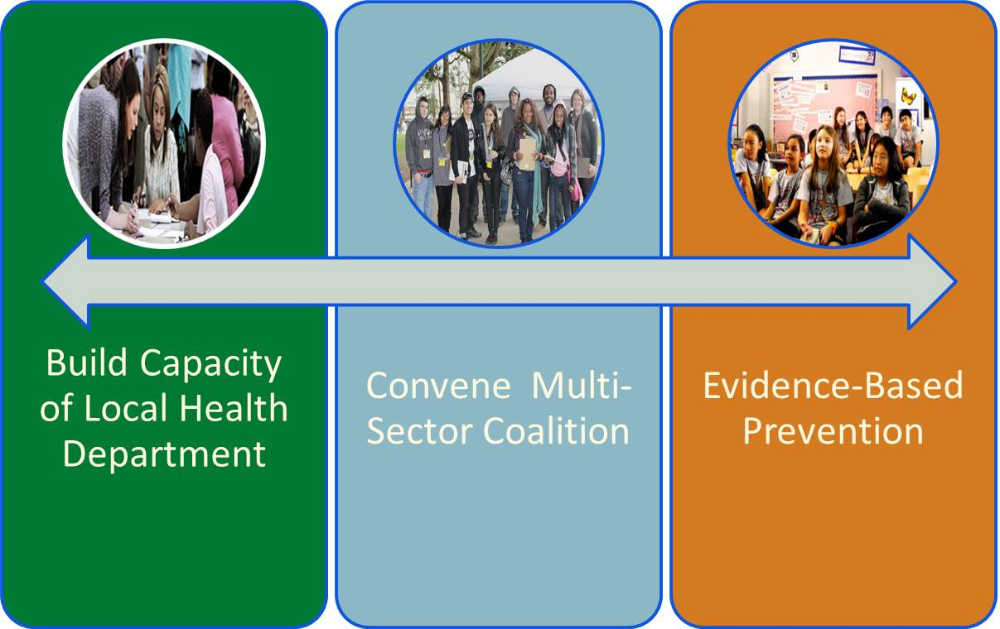 Build Capacity
of Local Health
Department
Convene  Multi-
Sector Coalition
Evidence-Based
Prevention